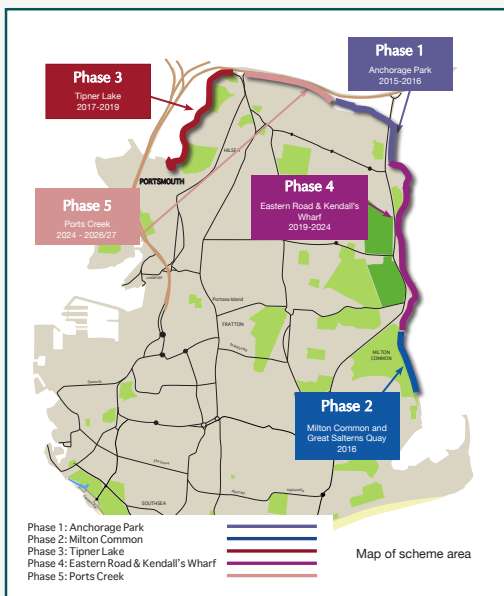 Phase 1
Anchorage Park
2015-2016
Phase 3
Tipner Lake
2017-2019
HILSEA
PORTSMOUTH
Phase 4
Eastern Road & Kendall's
Wharf
2019-2024
Phase 5
Ports Creek
2024 - 2026/27
Portsea Island
FRATTON
MILTON
COMMON
Phase 2
Milton Common and
Great Salterns Quay
2016
SOUTHSEA
Phase 1: Anchorage Park
Phase 2: Milton Common
Phase 3: Tipner Lake
Phase 4: Eastern Road & Kendall's Wharf
Phase 5: Ports Creek
Map of scheme area